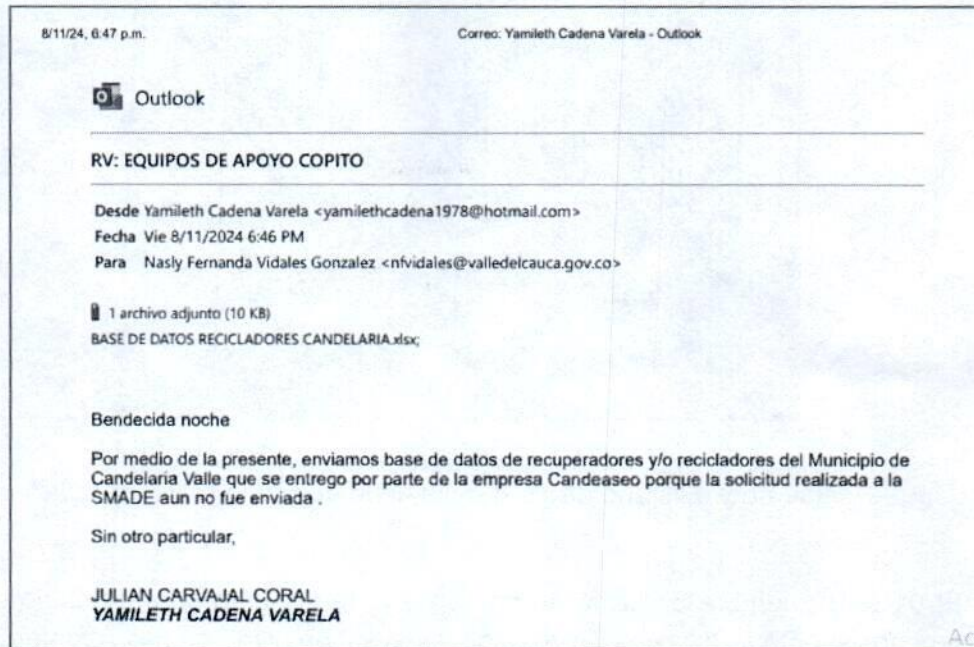 8/11/24, 6:47 p.m. Correo: Yamileth Cadena Varela - Outlook
Outlook
RV: EQUIPOS DE APOYO COPITO
Desde Yamileth Cadena Varela <yamilethcadena1978@hotmail.com>
Fecha Vie 8/11/2024 6:46 PM
Para Nasly Fernanda Vidales Gonzalez <nfvidales@valledelcauca.gov.co>
1 archivo adjunto (10 KB)
BASE DE DATOS RECICLADORES CANDELARIA.xlsx;
Bendecida noche
Por medio de la presente, enviamos base de datos de recuperadores y/o recicladores del Municipio de
Candelaria Valle que se entrego por parte de la empresa Candeaseo porque la solicitud realizada a la
SMADE aun no fue enviada .
Sin otro particular,
JULIAN CARVAJAL CORAL
YAMILETH CADENA VARELA